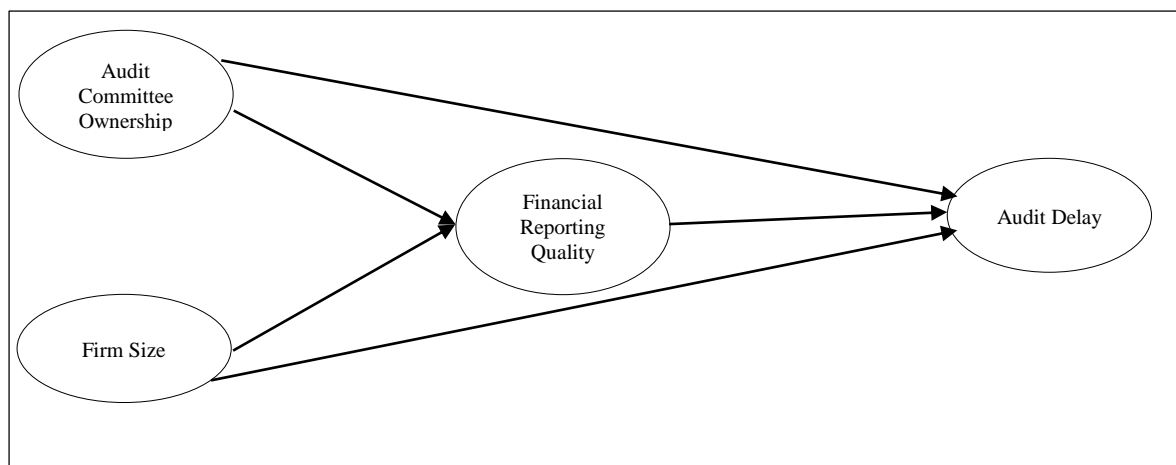 Audit
Committee
Ownership
Financial
Reporting
Quality
Audit Delay
Firm Size